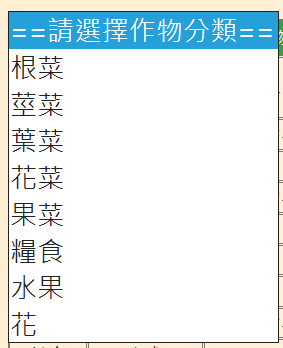 ==請選擇作物分類==
根菜
莖菜
葉菜
花菜
果菜
糧食
水果
花